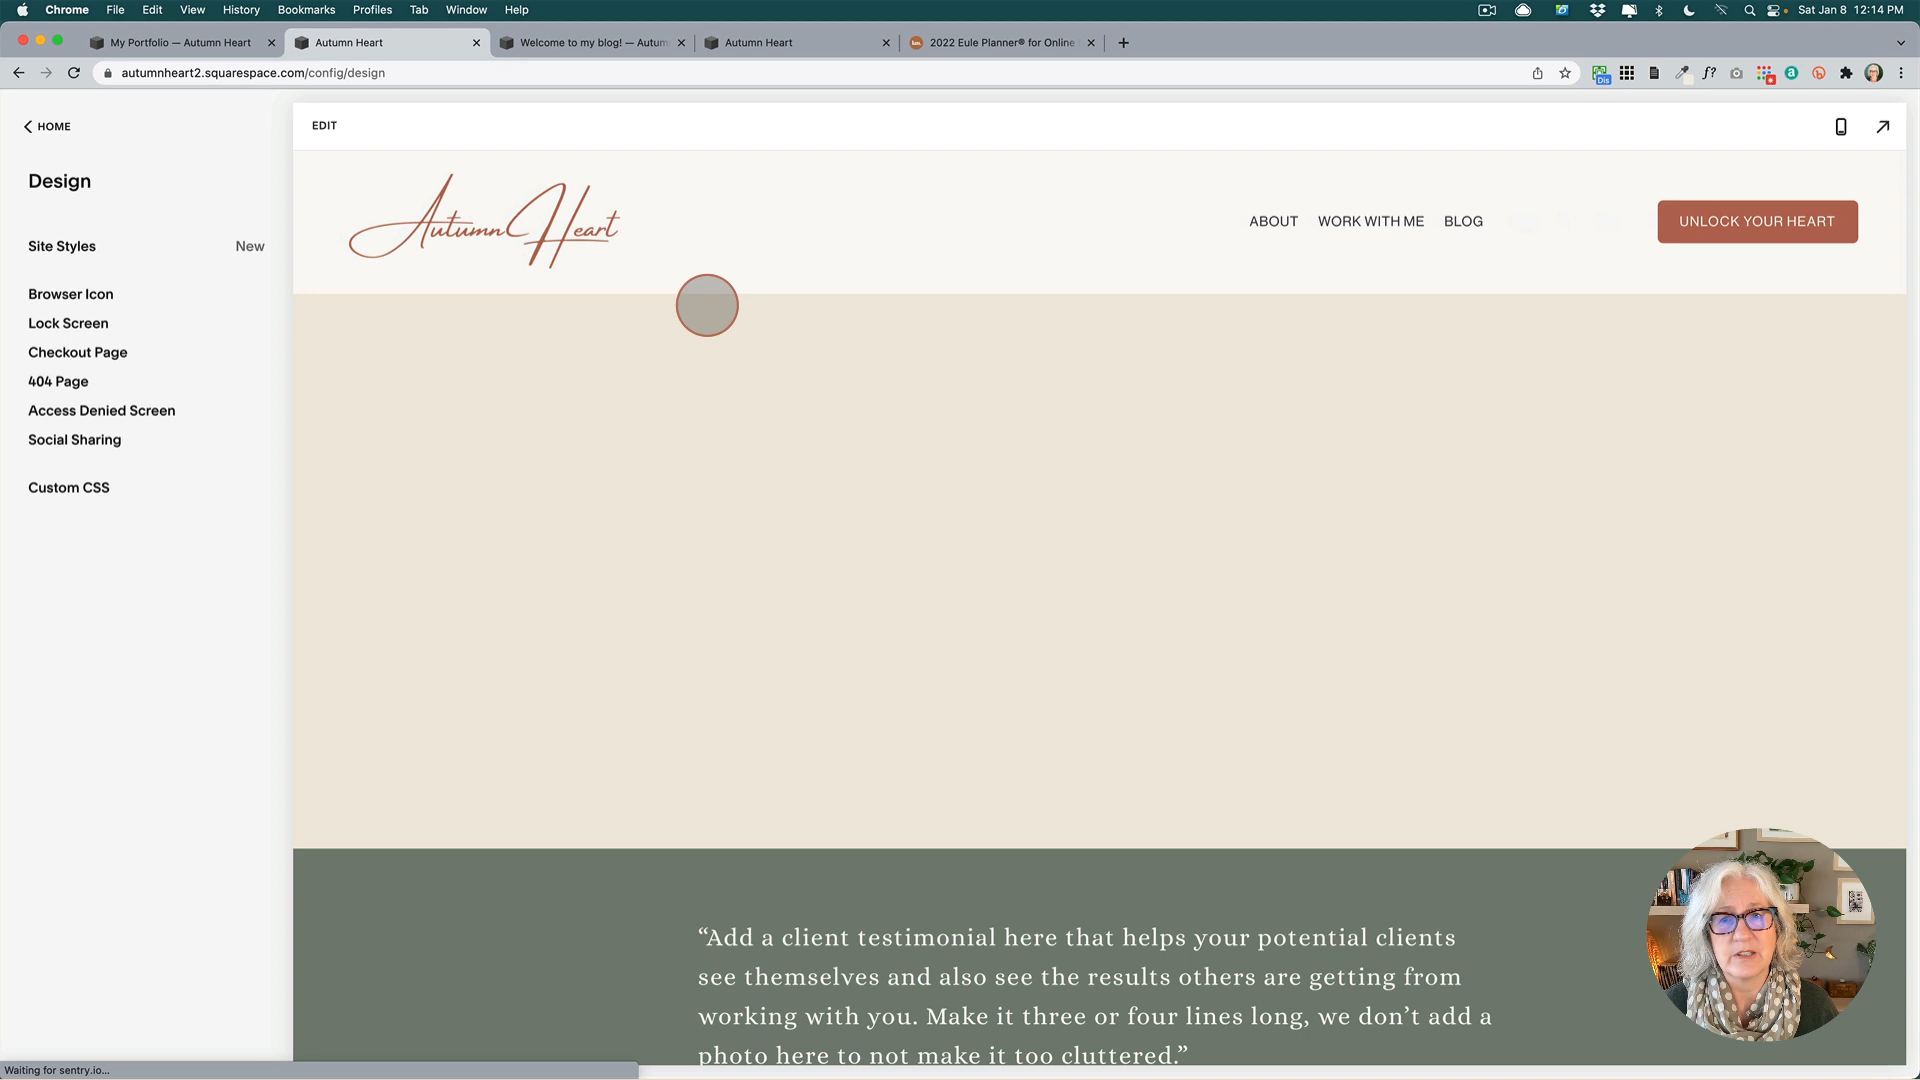 Chrome File Edit View History Bookmarks Profiles Tab Window Help Sat Jan 8 12:14 PM
My Portfolio — Autumn Heart Autumn Heart Welcome to my blog! — Autum Autumn Heart 2022 Eule Planner® for Online
autumnheart2.squarespace.com/config/design
Dis
f?
HOME
EDIT
Design
Autumn Heart
ABOUT WORK WITH ME BLOG UNLOCK YOUR HEART
Site Styles New
Browser Icon
Lock Screen
Checkout Page
404 Page
Access Denied Screen
Social Sharing
Custom CSS
“Add a client testimonial here that helps your potential clients
see themselves and also see the results others are getting from
working with you. Make it three or four lines long, we don’t add a
photo here to not make it too cluttered.”
Waiting for sentry.io...